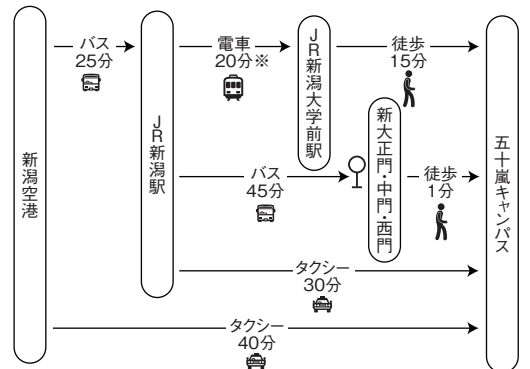 新潟空港
バス
25分
JR新潟駅
電車
20分※
JR新潟大学前駅
徒歩
15分
バス
45分
新大正門・中門・西門
徒歩
1分
タクシー
30分
タクシー
40分
五十嵐キャンパス